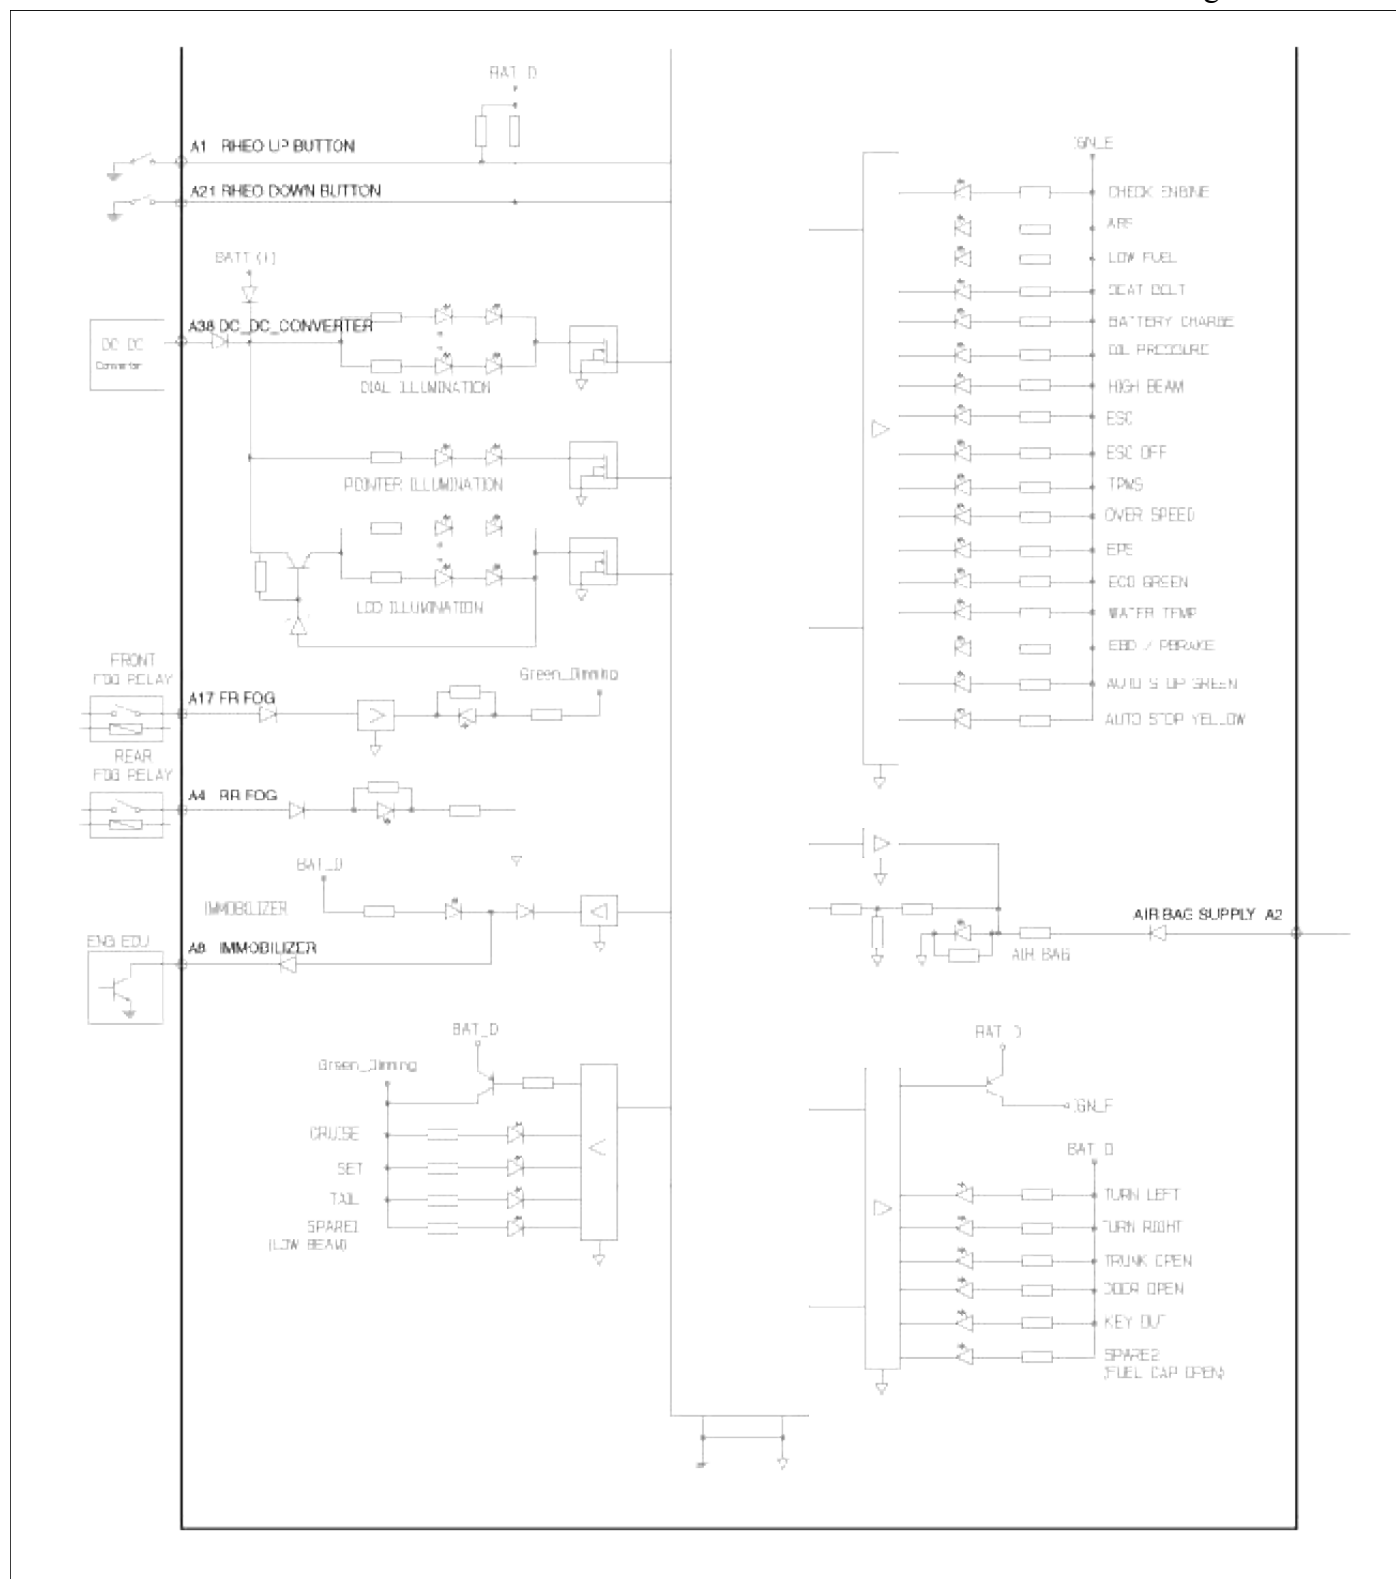 BAT_D
A1 RHEO UP BUTTON
A21 RHEO DOWN BUTTON
BATT (+)
A38 DC_DC_CONVERTER
DC DC
Converter
DIAL ILLUMINATION
POINTER ILLUMINATION
LCD ILLUMINATION
FRONT
FOG RELAY
A17 FR FOG
Green_Dimming
REAR
FOG RELAY
A4 RR FOG
BAT_D
IMMOBILIZER
ENG ECU
A8 IMMOBILIZER
BAT_D
Green_Dimming
CRUISE
SET
TAIL
SPARE1
(LOW BEAM)
IGN_E
CHECK ENGINE
ABS
LOW FUEL
SEAT BELT
BATTERY CHARGE
OIL PRESSURE
HIGH BEAM
ESC
ESC OFF
TPMS
OVER SPEED
EPS
ECO GREEN
WATER TEMP
EBD / PBRAKE
AUTO STOP GREEN
AUTO STOP YELLOW
AIR BAG SUPPLY A2
AIR BAG
BAT_D
IGN_E
BAT_D
TURN LEFT
TURN RIGHT
TRUNK OPEN
DOOR OPEN
KEY OUT
SPARE2
(FUEL CAP OPEN)